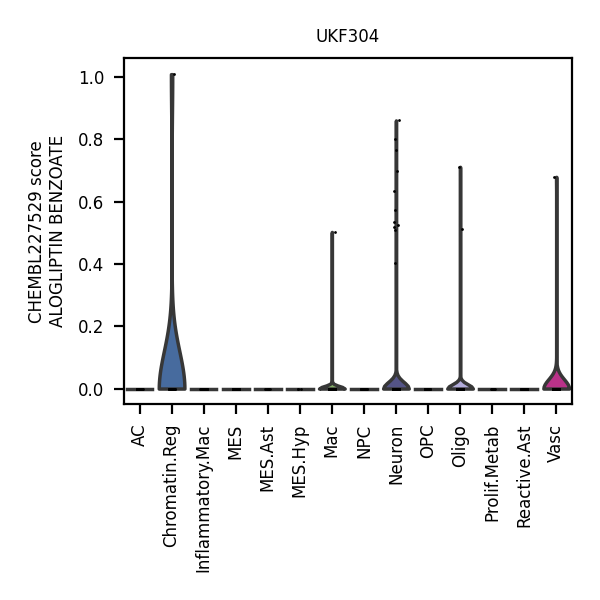 UKF304
CHEMBL227529 score
ALOGLIPTIN BENZOATE
1.0
0.8
0.6
0.4
0.2
0.0
AC
Chromatin.Reg
Inflammatory.Mac
MES
MES.Ast
MES.Hyp
Mac
NPC
Neuron
OPC
Oligo
Prolif.Metab
Reactive.Ast
Vasc